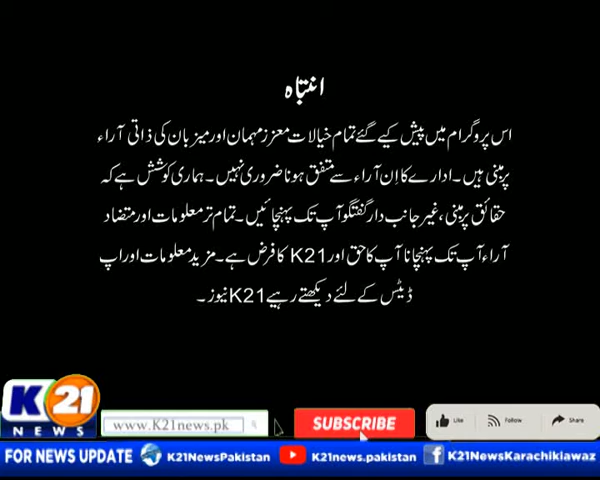 انتباہ
اس پروگرام میں پیش کیے گئے تمام خیالات معزز مہمان اور میزبان کی ذاتی آراء
پر مبنی ہیں۔ ادارے کا اِن آراء سے متفق ہونا ضروری نہیں۔ ہماری کوشش ہے کہ
حقائق پر مبنی، غیر جانب دار گفتگو آپ تک پہنچائیں۔ تمام تر معلومات اور متضاد
آراء آپ تک پہنچانا آپ کا حق اور K21 کا فرض ہے۔ مزید معلومات اور اپ
ڈیٹس کے لئے دیکھتے رہیے K21 نیوز۔
K21
NEWS
www.K21news.pk
SUBSCRIBE
Like
Follow
Share
FOR NEWS UPDATE K21NewsPakistan K21news.pakistan K21NewsKarachikiawaz